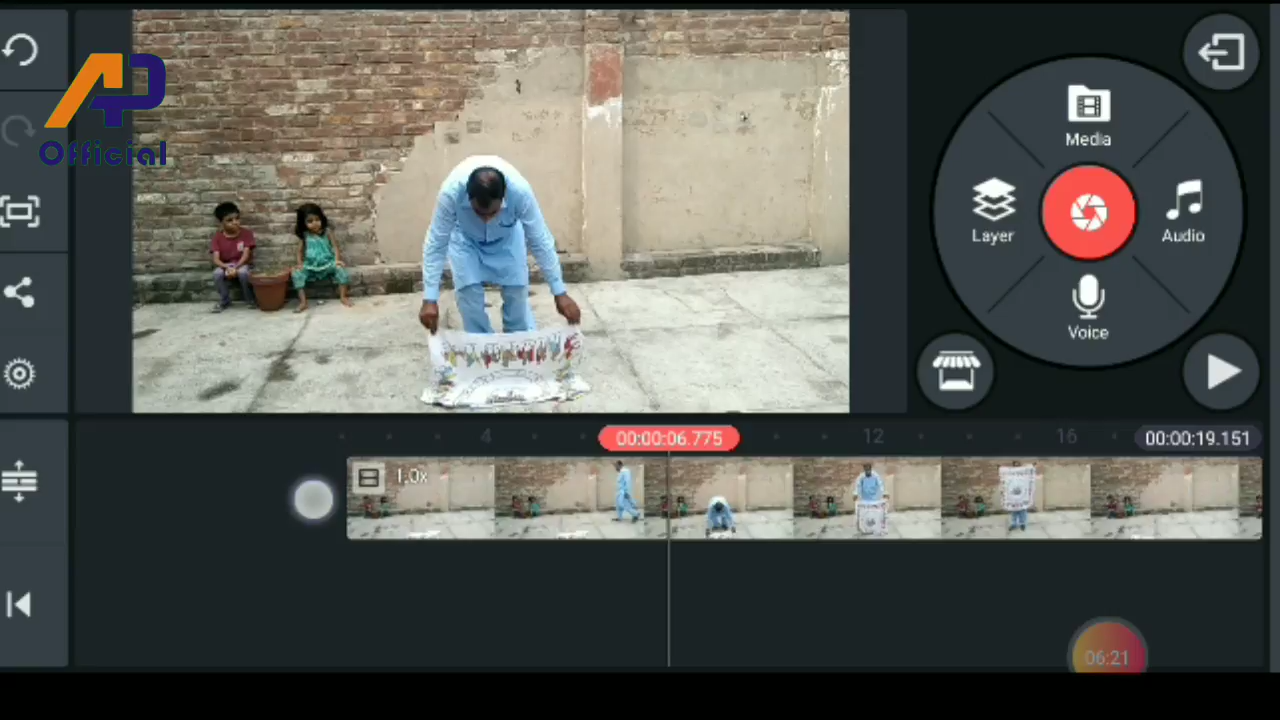 AP
Official
Media
Layer
Audio
Voice
4
00:00:06.775
12
16
00:00:19.151
1.0x
06:21